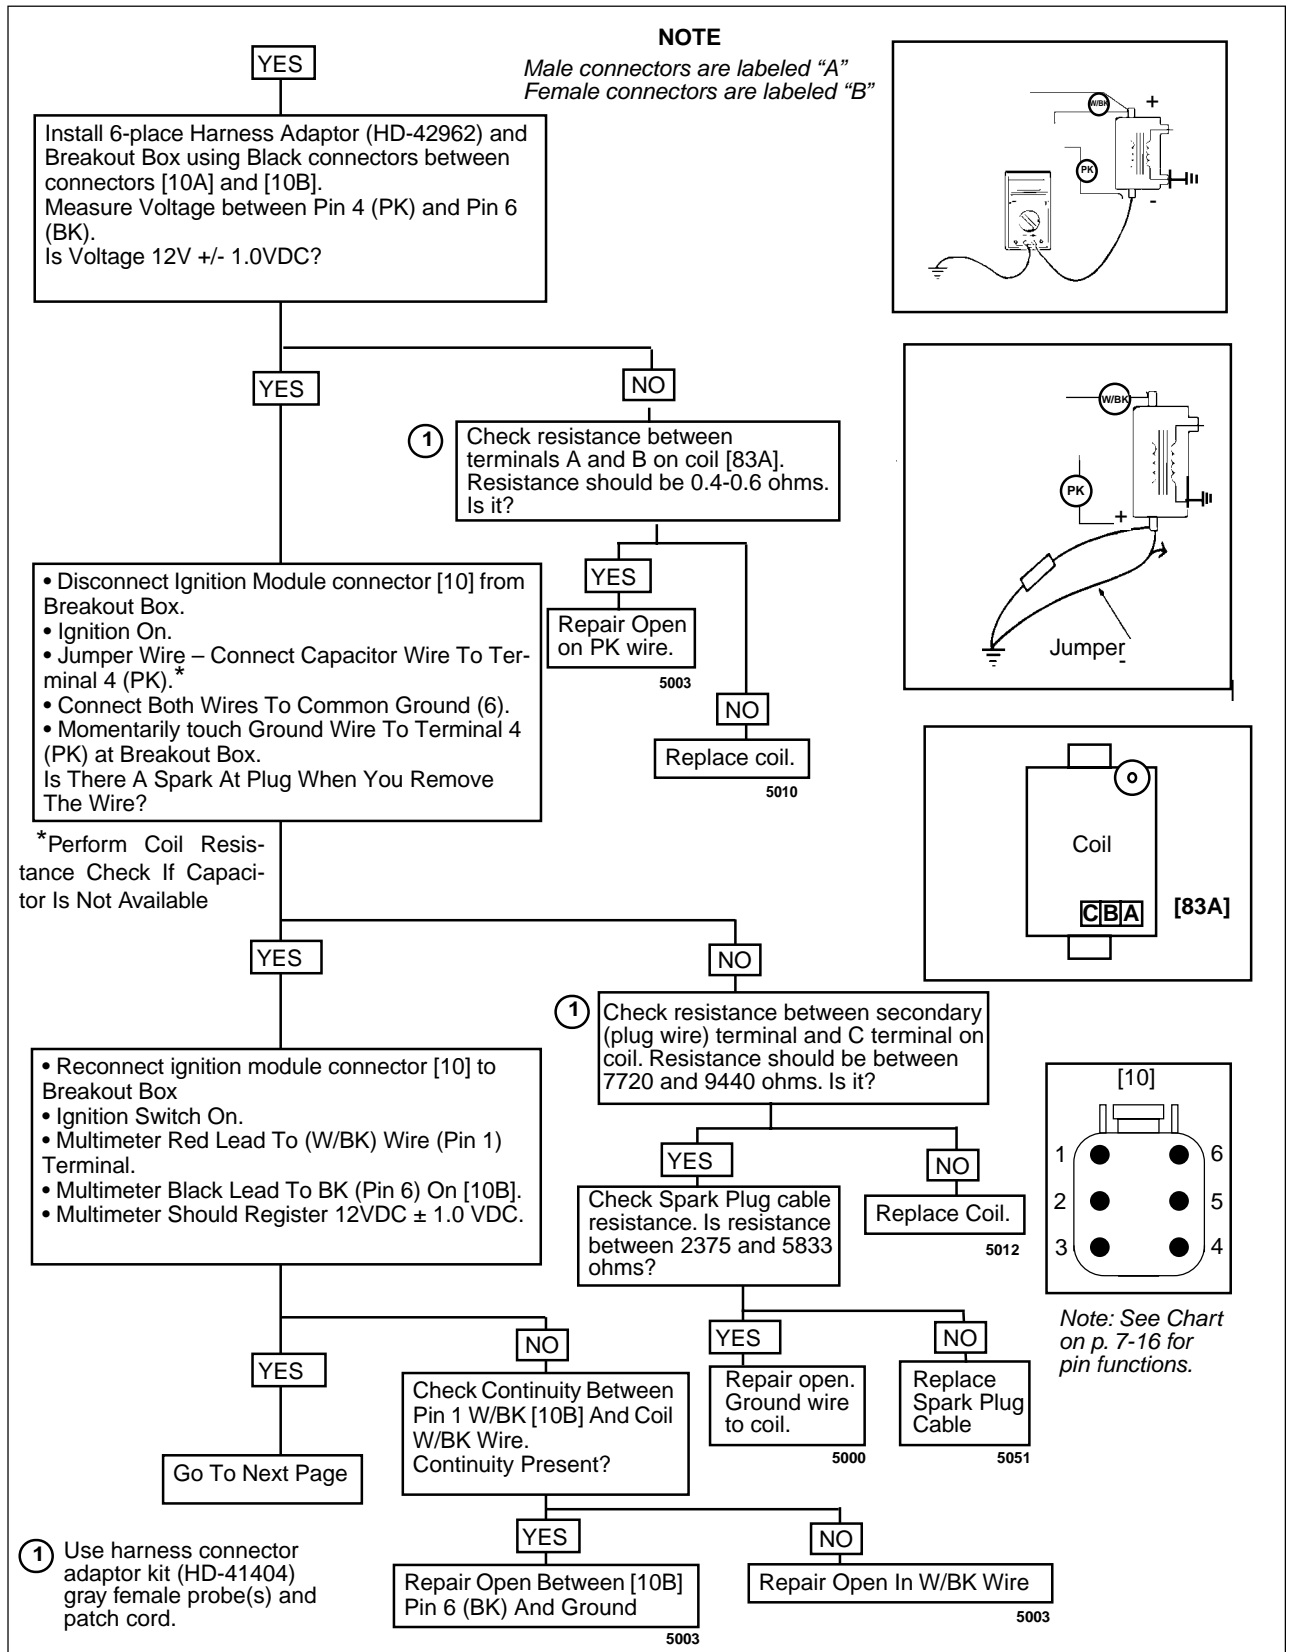 NOTE
Male connectors are labeled “A”
Female connectors are labeled “B”
YES
Install 6-place Harness Adaptor (HD-42962) and
Breakout Box using Black connectors between
connectors [10A] and [10B].
Measure Voltage between Pin 4 (PK) and Pin 6
(BK).
Is Voltage 12V +/- 1.0VDC?
W/BK
+
PK
-
YES
NO
1
Check resistance between
terminals A and B on coil [83A].
Resistance should be 0.4-0.6 ohms.
Is it?
W/BK
PK
+
Jumper
-
YES
Repair Open
on PK wire.
5003
NO
Replace coil.
5010
• Disconnect Ignition Module connector [10] from
Breakout Box.
• Ignition On.
• Jumper Wire – Connect Capacitor Wire To Ter-
minal 4 (PK).*
• Connect Both Wires To Common Ground (6).
• Momentarily touch Ground Wire To Terminal 4
(PK) at Breakout Box.
Is There A Spark At Plug When You Remove
The Wire?
*Perform Coil Resis-
tance Check If Capaci-
tor Is Not Available
Coil
C B A
[83A]
YES
NO
1
Check resistance between secondary
(plug wire) terminal and C terminal on
coil. Resistance should be between
7720 and 9440 ohms. Is it?
• Reconnect ignition module connector [10] to
Breakout Box
• Ignition Switch On.
• Multimeter Red Lead To (W/BK) Wire (Pin 1)
Terminal.
• Multimeter Black Lead To BK (Pin 6) On [10B].
• Multimeter Should Register 12VDC ± 1.0 VDC.
YES
NO
Check Spark Plug cable
resistance. Is resistance
between 2375 and 5833
ohms?
Replace Coil.
5012
[10]
1 6
2 5
3 4
Note: See Chart
on p. 7-16 for
pin functions.
YES
NO
Repair open.
Ground wire
to coil.
5000
Replace
Spark Plug
Cable
5051
YES
NO
Go To Next Page
Check Continuity Between
Pin 1 W/BK [10B] And Coil
W/BK Wire.
Continuity Present?
YES
NO
Repair Open Between [10B]
Pin 6 (BK) And Ground
5003
Repair Open In W/BK Wire
5003
1 Use harness connector
adaptor kit (HD-41404)
gray female probe(s) and
patch cord.